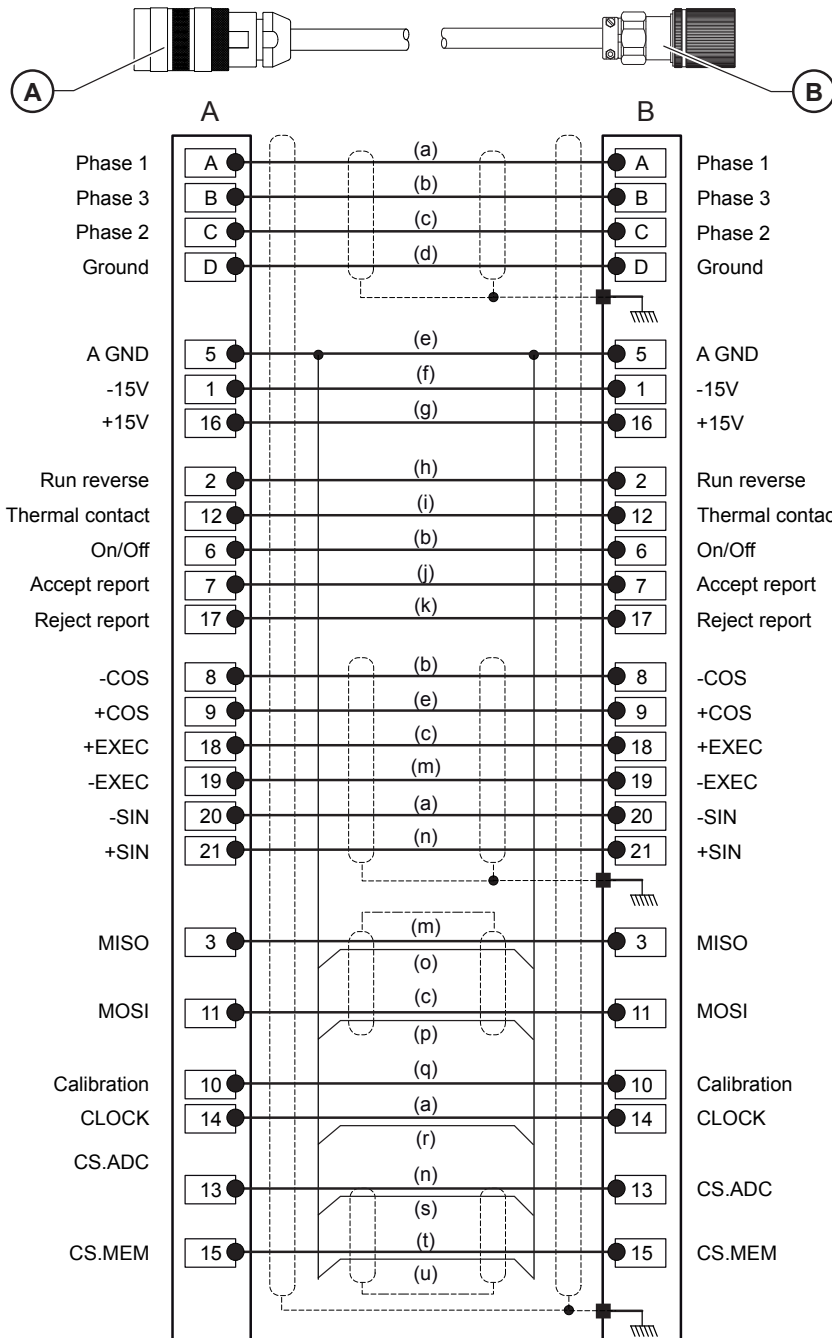 A B
A B
Phase 1 A (a) A Phase 1
Phase 3 B (b) B Phase 3
Phase 2 C (c) C Phase 2
Ground D (d) D Ground
A GND 5 (e) 5 A GND
-15V 1 (f) 1 -15V
+15V 16 (g) 16 +15V
Run reverse 2 (h) 2 Run reverse
Thermal contact 12 (i) 12 Thermal contac
On/Off 6 (b) 6 On/Off
Accept report 7 (j) 7 Accept report
Reject report 17 (k) 17 Reject report
-COS 8 (b) 8 -COS
+COS 9 (e) 9 +COS
+EXEC 18 (c) 18 +EXEC
-EXEC 19 (m) 19 -EXEC
-SIN 20 (a) 20 -SIN
+SIN 21 (n) 21 +SIN
MISO 3 (m) 3 MISO
(o)
MOSI 11 (c) 11 MOSI
(p)
Calibration 10 (q) 10 Calibration
CLOCK 14 (a) 14 CLOCK
(r)
CS.ADC
13 (n) 13 CS.ADC
(s)
CS.MEM 15 (t) 15 CS.MEM
(u)